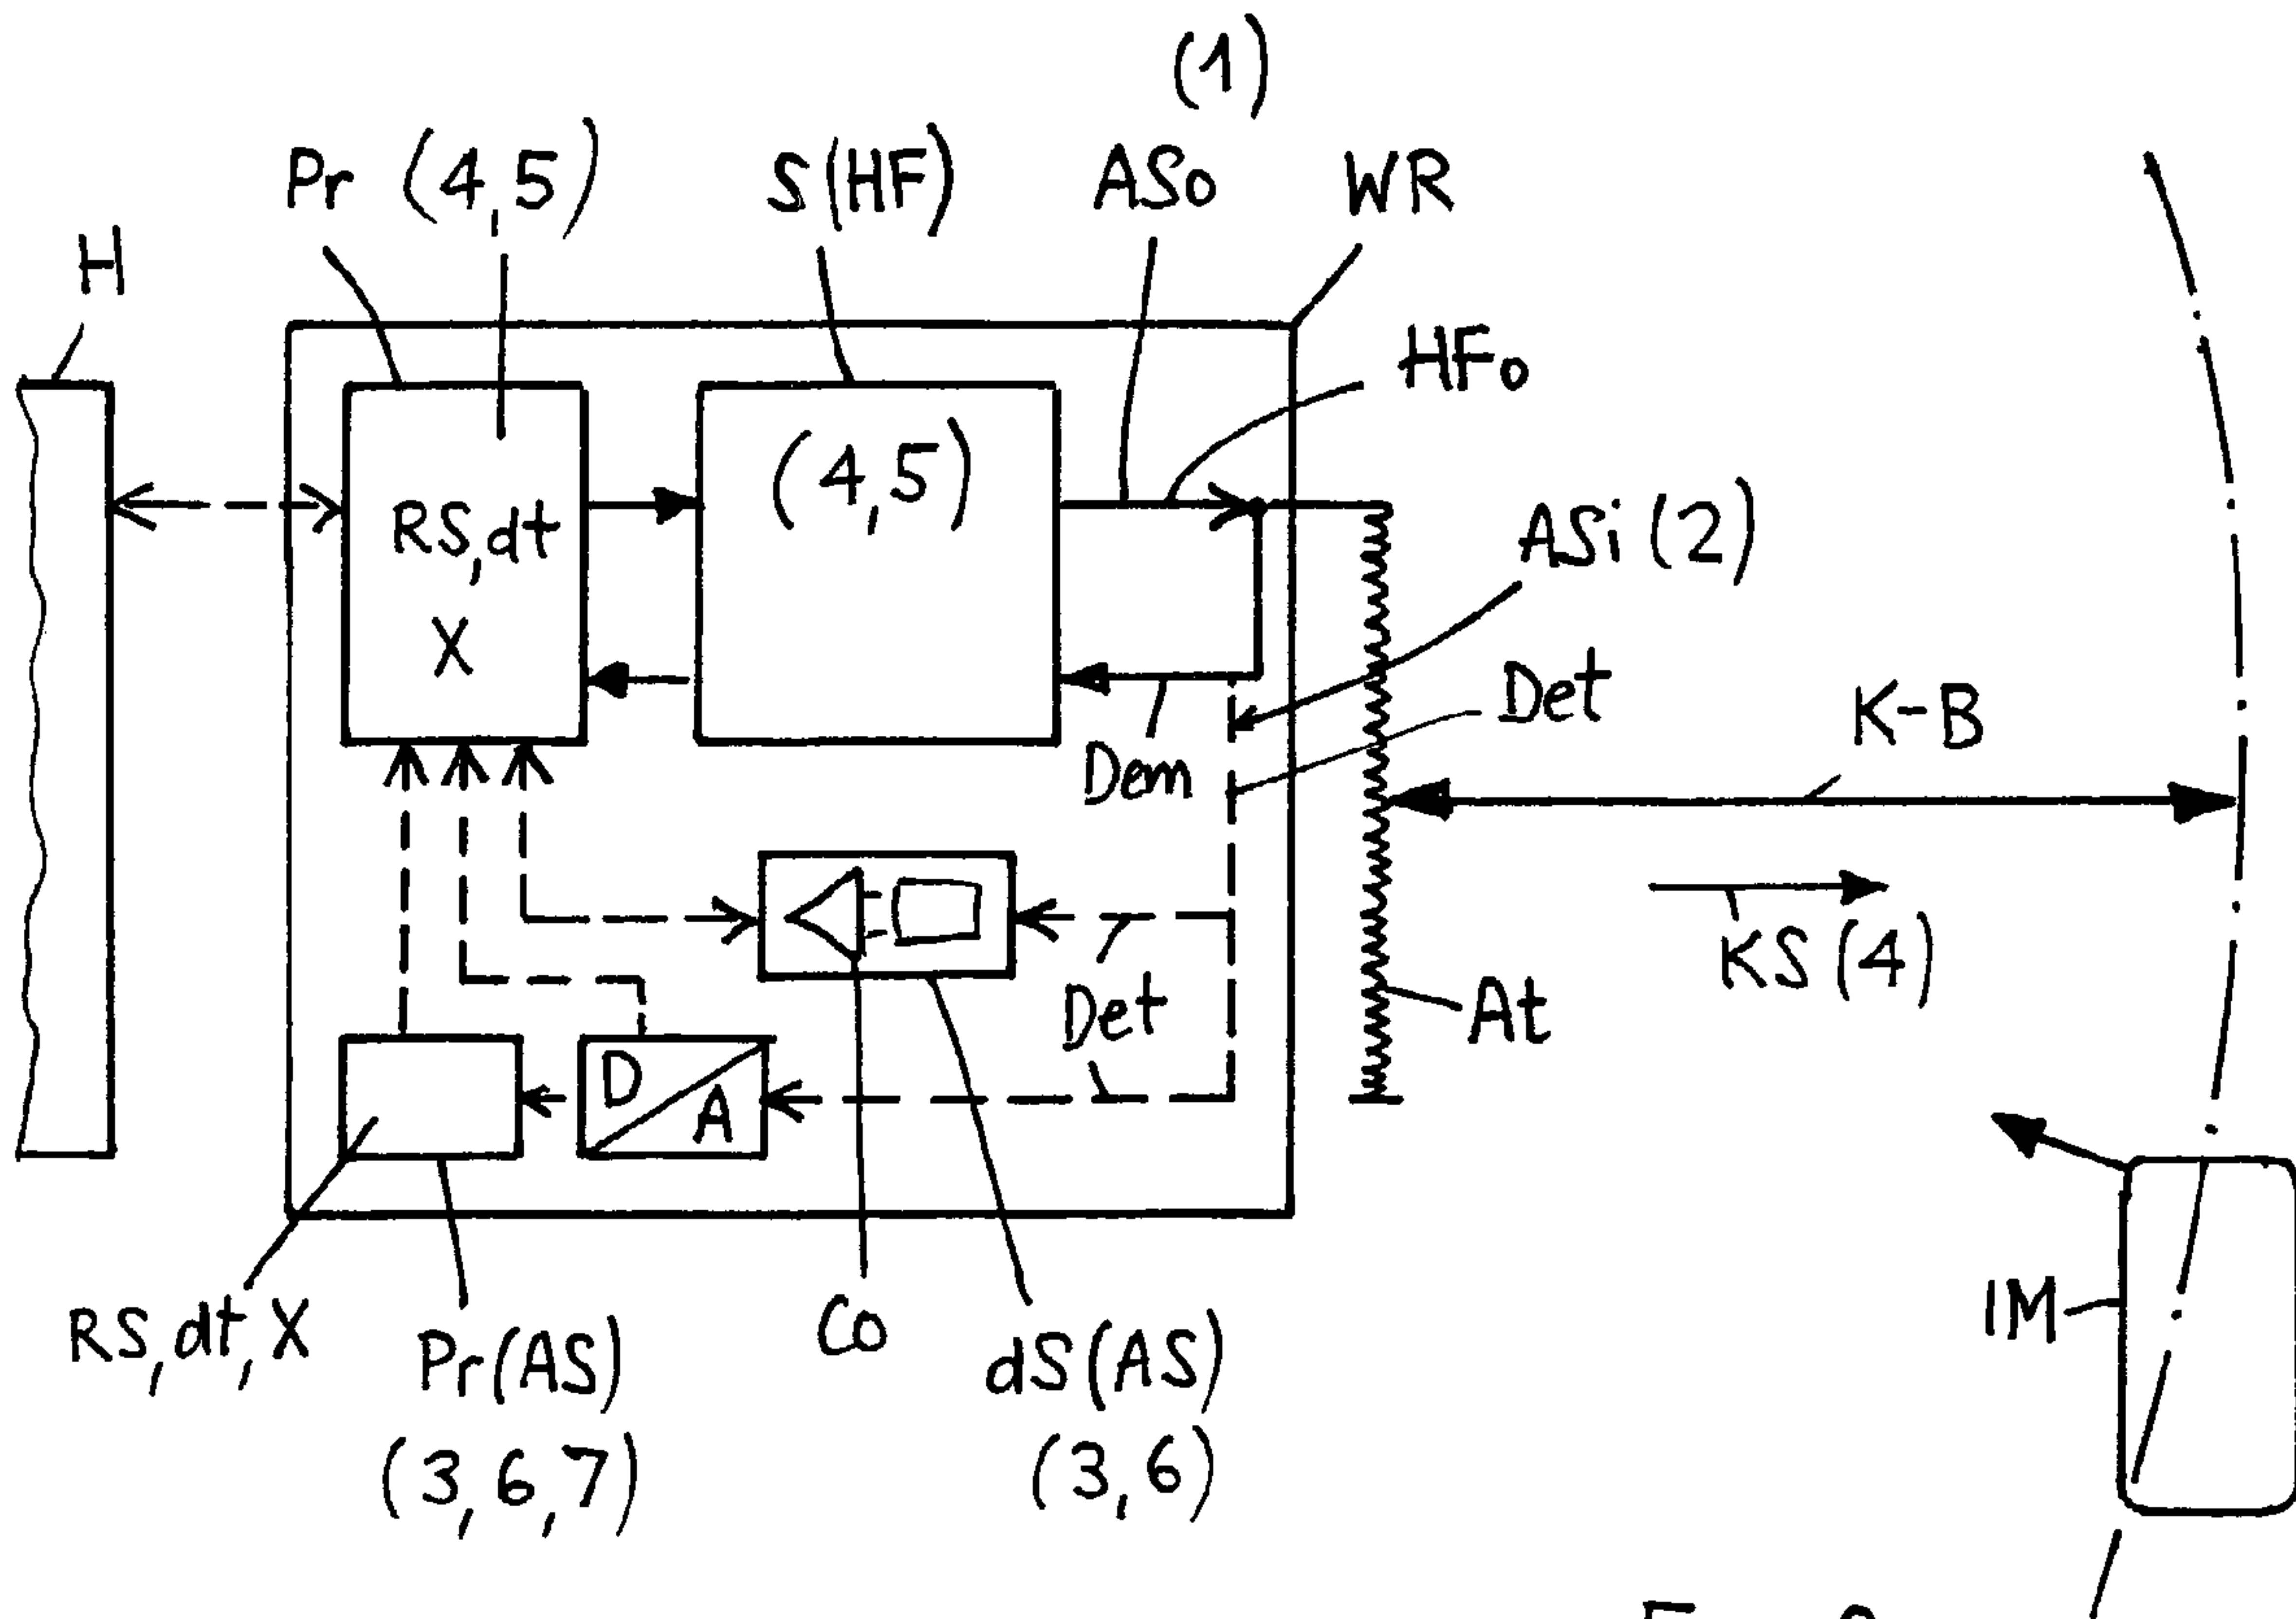 (1)
Pr (4,5) S(HF) ASo WR
H
HFo
(4,5)
RS,dt
X
ASi (2)
Det
K-B
Dem
KS (4)
Det
At
D
A
IM
RS,dt,X
Pr(AS)
(3,6,7)
Co
dS(AS)
(3,6)